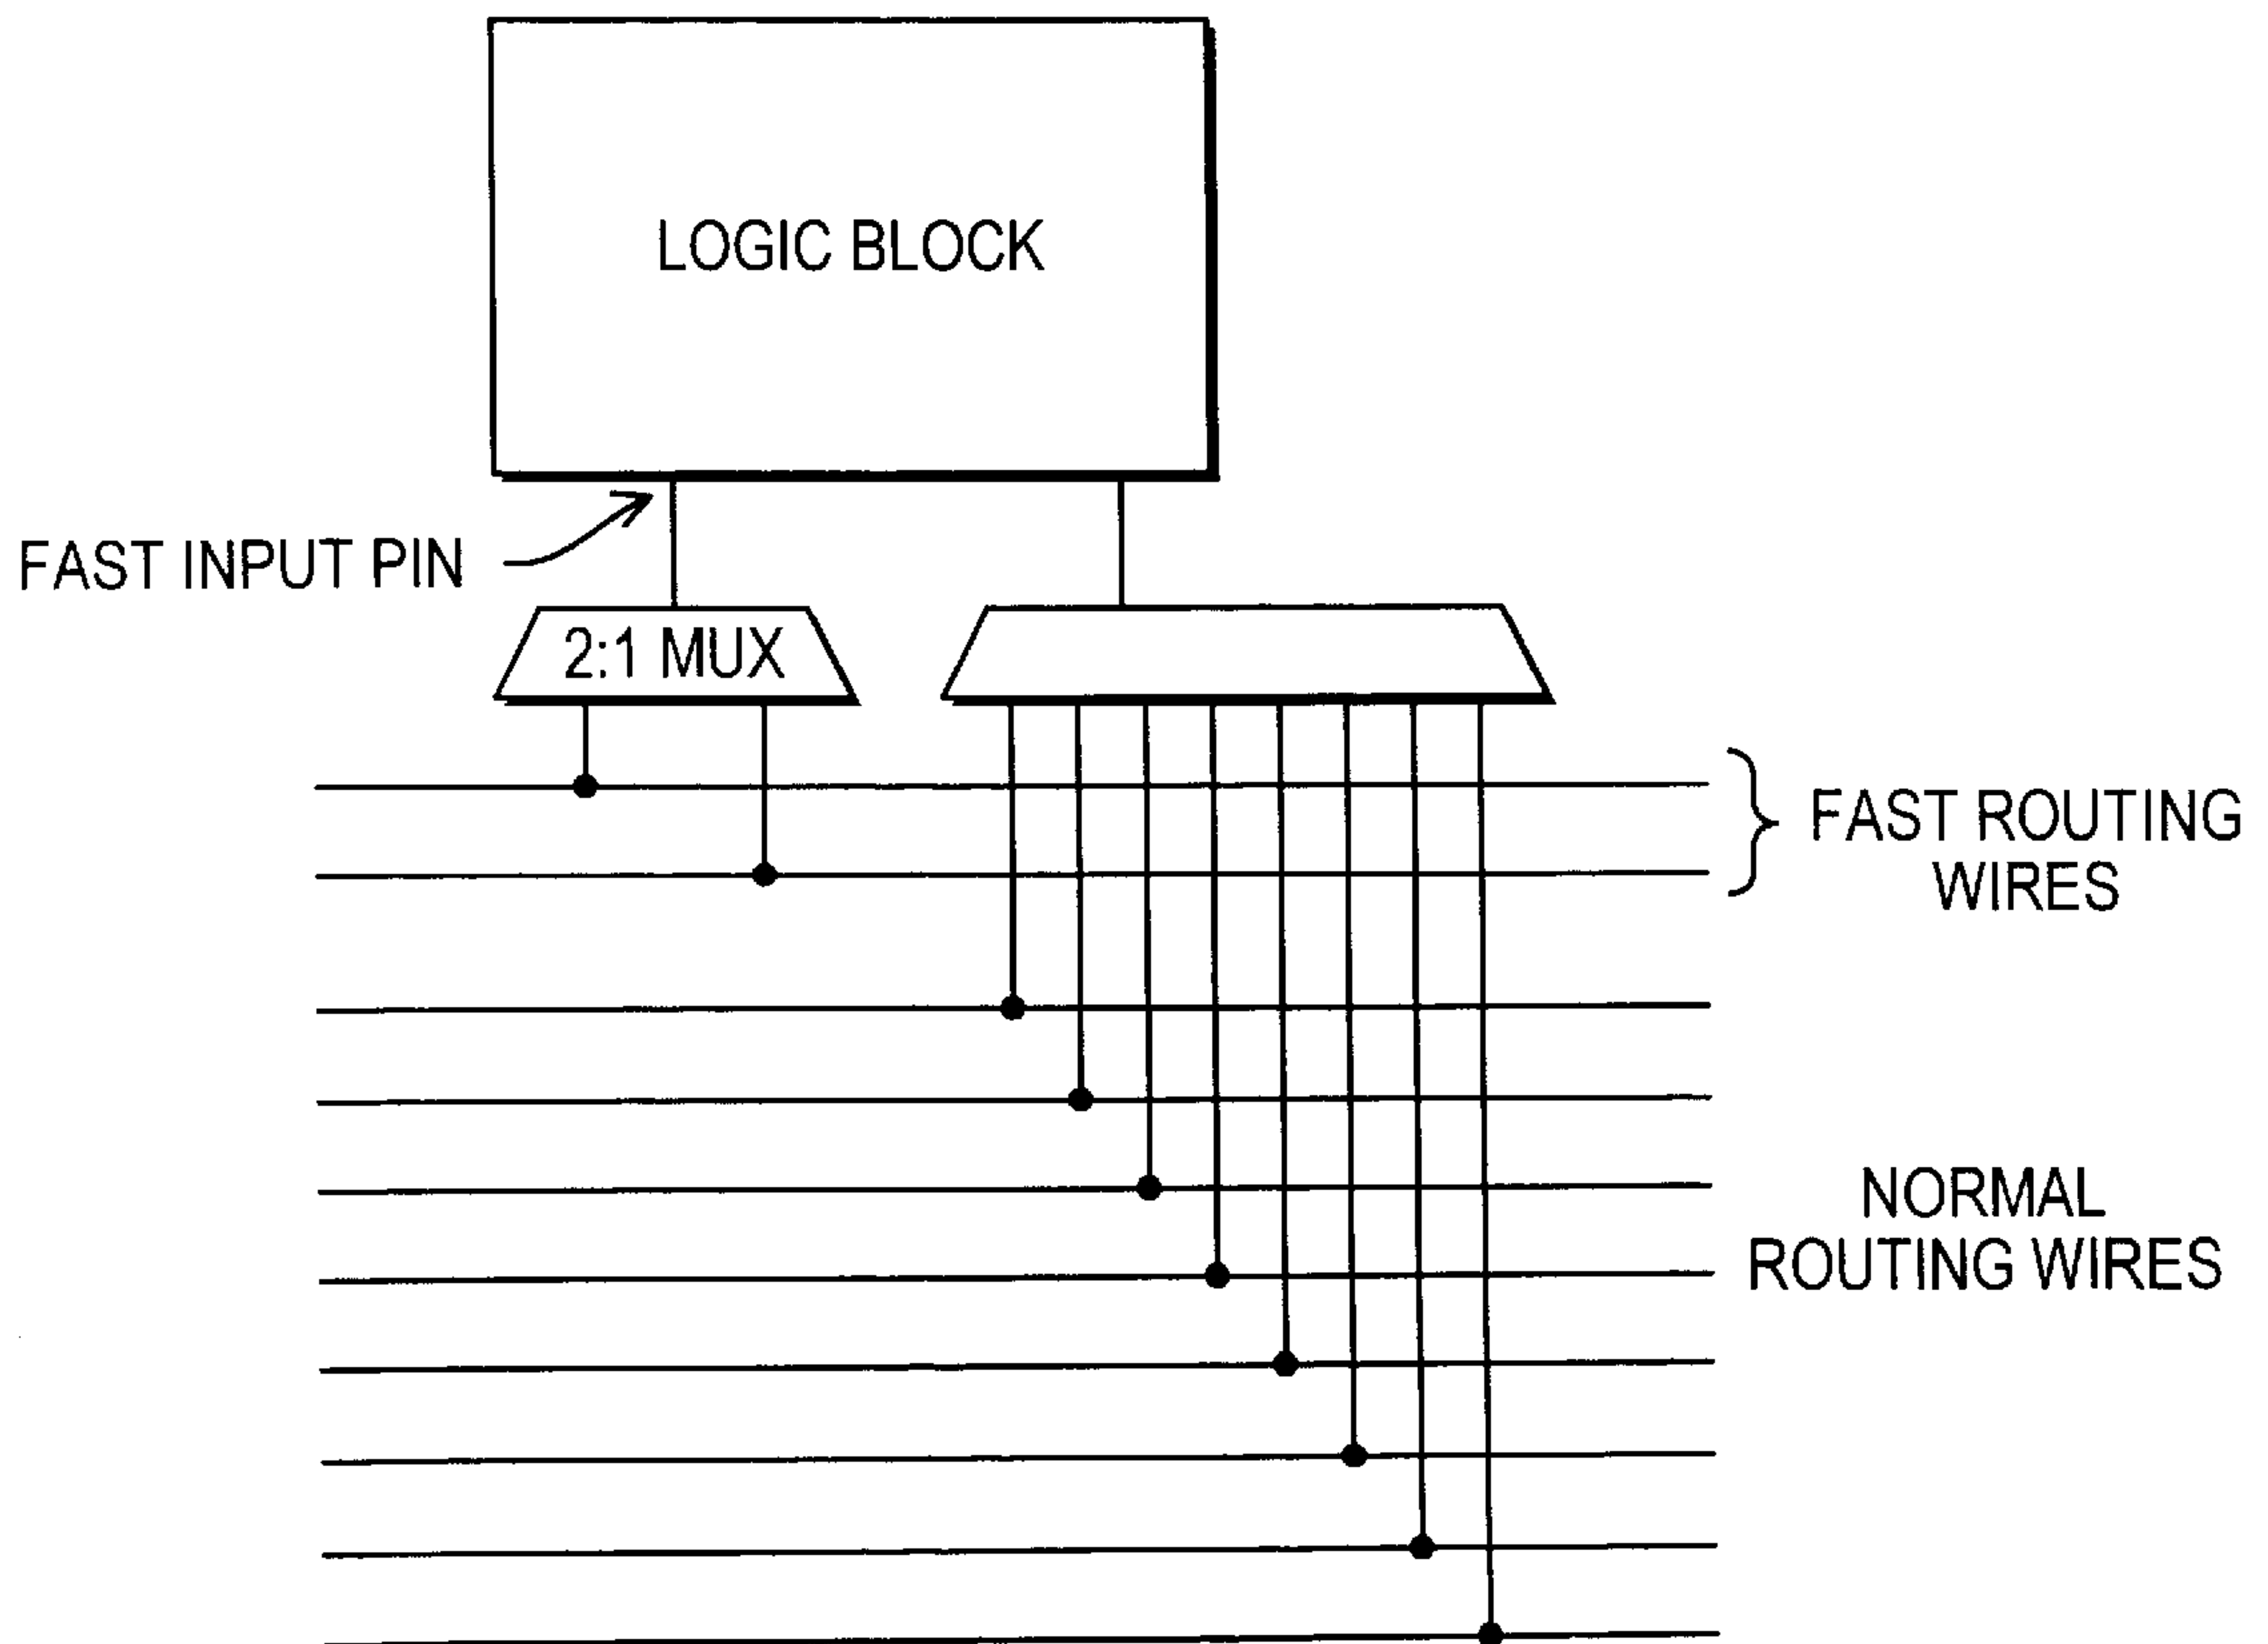 LOGIC BLOCK
FAST INPUT PIN
2:1 MUX
FAST ROUTING
WIRES
NORMAL
ROUTING WIRES